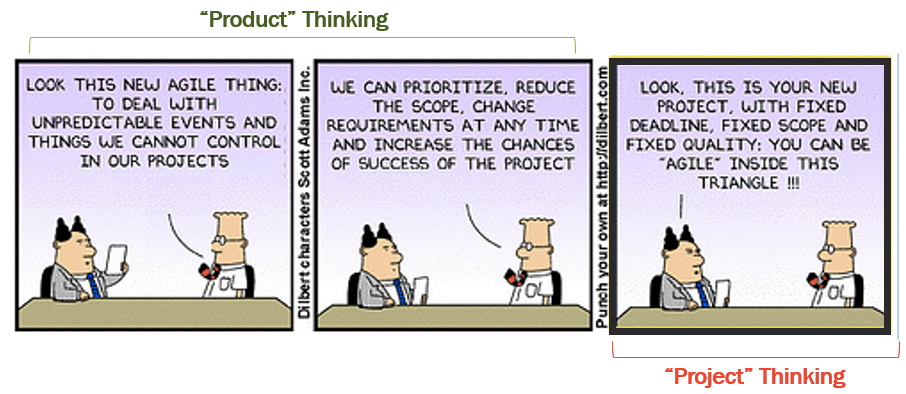 “Product” Thinking
LOOK THIS NEW AGILE THING:
TO DEAL WITH
UNPREDICTABLE EVENTS AND
THINGS WE CANNOT CONTROL
IN OUR PROJECTS
Dilbert characters Scott Adams Inc.
WE CAN PRIORITIZE, REDUCE
THE SCOPE, CHANGE
REQUIREMENTS AT ANY TIME
AND INCREASE THE CHANCES
OF SUCCESS OF THE PROJECT
Punch your own at http://dilbert.com
LOOK, THIS IS YOUR NEW
PROJECT, WITH FIXED
DEADLINE, FIXED SCOPE AND
FIXED QUALITY: YOU CAN BE
"AGILE" INSIDE THIS
TRIANGLE !!!
“Project” Thinking